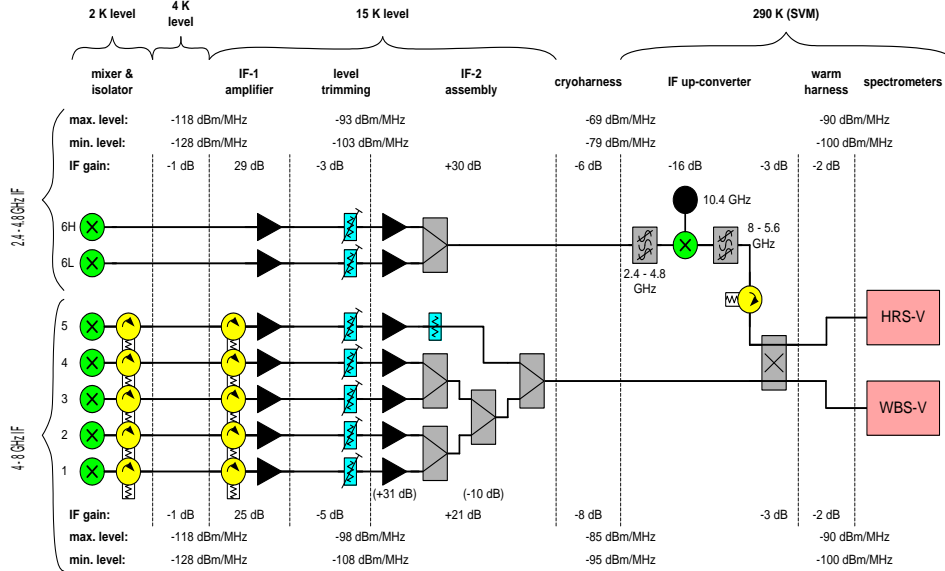 2 K level
4 K level
15 K level
290 K (SVM)
mixer & isolator
IF-1 amplifier
level trimming
IF-2 assembly
cryoharness
IF up-converter
warm harness
spectrometers
max. level: -118 dBm/MHz -93 dBm/MHz -69 dBm/MHz -90 dBm/MHz
min. level: -128 dBm/MHz -103 dBm/MHz -79 dBm/MHz -100 dBm/MHz
IF gain: -1 dB 29 dB -3 dB +30 dB -6 dB -16 dB -3 dB -2 dB
2.4 - 4.8 GHz IF
10.4 GHz
6H
8 - 5.6 GHz
6L
2.4 - 4.8 GHz
4 - 8 GHz IF
5
HRS-V
4
3
WBS-V
2
1
(+31 dB) (-10 dB)
IF gain: -1 dB 25 dB -5 dB +21 dB -8 dB -3 dB -2 dB
max. level: -118 dBm/MHz -98 dBm/MHz -85 dBm/MHz -90 dBm/MHz
min. level: -128 dBm/MHz -108 dBm/MHz -95 dBm/MHz -100 dBm/MHz